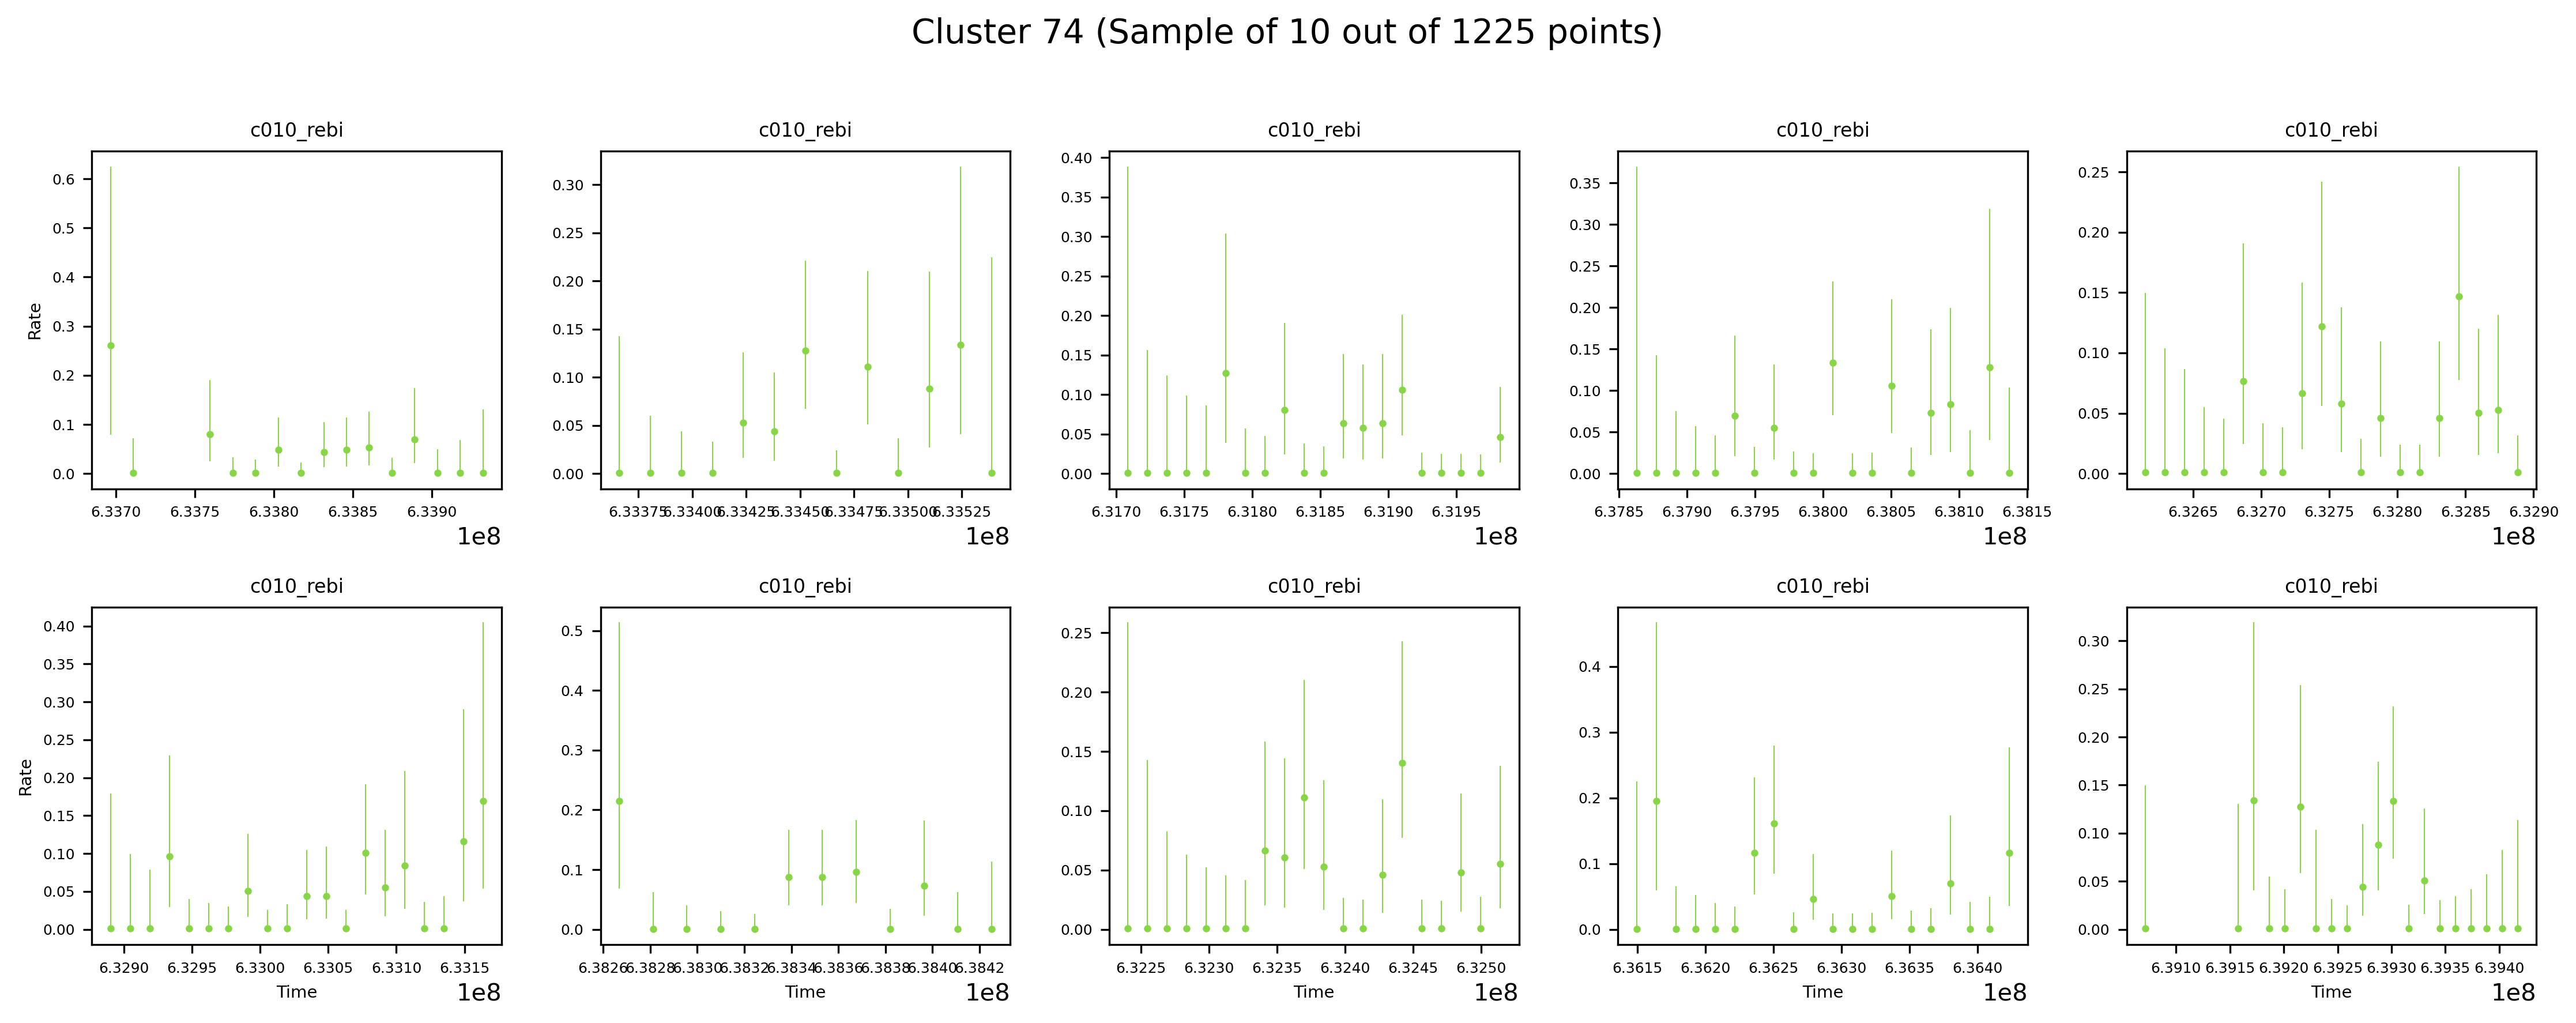 Cluster 74 (Sample of 10 out of 1225 points)
c010_rebi c010_rebi c010_rebi c010_rebi c010_rebi
Rate
0.6 0.5 0.4 0.3 0.2 0.1 0.0
6.3370 6.3375 6.3380 6.3385 6.3390
1e8
0.30 0.25 0.20 0.15 0.10 0.05 0.00
6.33375 6.33400 6.33425 6.33450 6.33475 6.33500 6.33525
1e8
0.40 0.35 0.30 0.25 0.20 0.15 0.10 0.05 0.00
6.3170 6.3175 6.3180 6.3185 6.3190 6.3195
1e8
0.35 0.30 0.25 0.20 0.15 0.10 0.05 0.00
6.3785 6.3790 6.3795 6.3800 6.3805 6.3810 6.3815
1e8
0.25 0.20 0.15 0.10 0.05 0.00
6.3265 6.3270 6.3275 6.3280 6.3285 6.3290
1e8
c010_rebi c010_rebi c010_rebi c010_rebi c010_rebi
Rate
0.40 0.35 0.30 0.25 0.20 0.15 0.10 0.05 0.00
6.3290 6.3295 6.3300 6.3305 6.3310 6.3315
Time 1e8
0.5 0.4 0.3 0.2 0.1 0.0
6.3826 6.3828 6.3830 6.3832 6.3834 6.3836 6.3838 6.3840 6.3842
Time 1e8
0.25 0.20 0.15 0.10 0.05 0.00
6.3225 6.3230 6.3235 6.3240 6.3245 6.3250
Time 1e8
0.4 0.3 0.2 0.1 0.0
6.3615 6.3620 6.3625 6.3630 6.3635 6.3640
Time 1e8
0.30 0.25 0.20 0.15 0.10 0.05 0.00
6.3910 6.3915 6.3920 6.3925 6.3930 6.3935 6.3940
Time 1e8